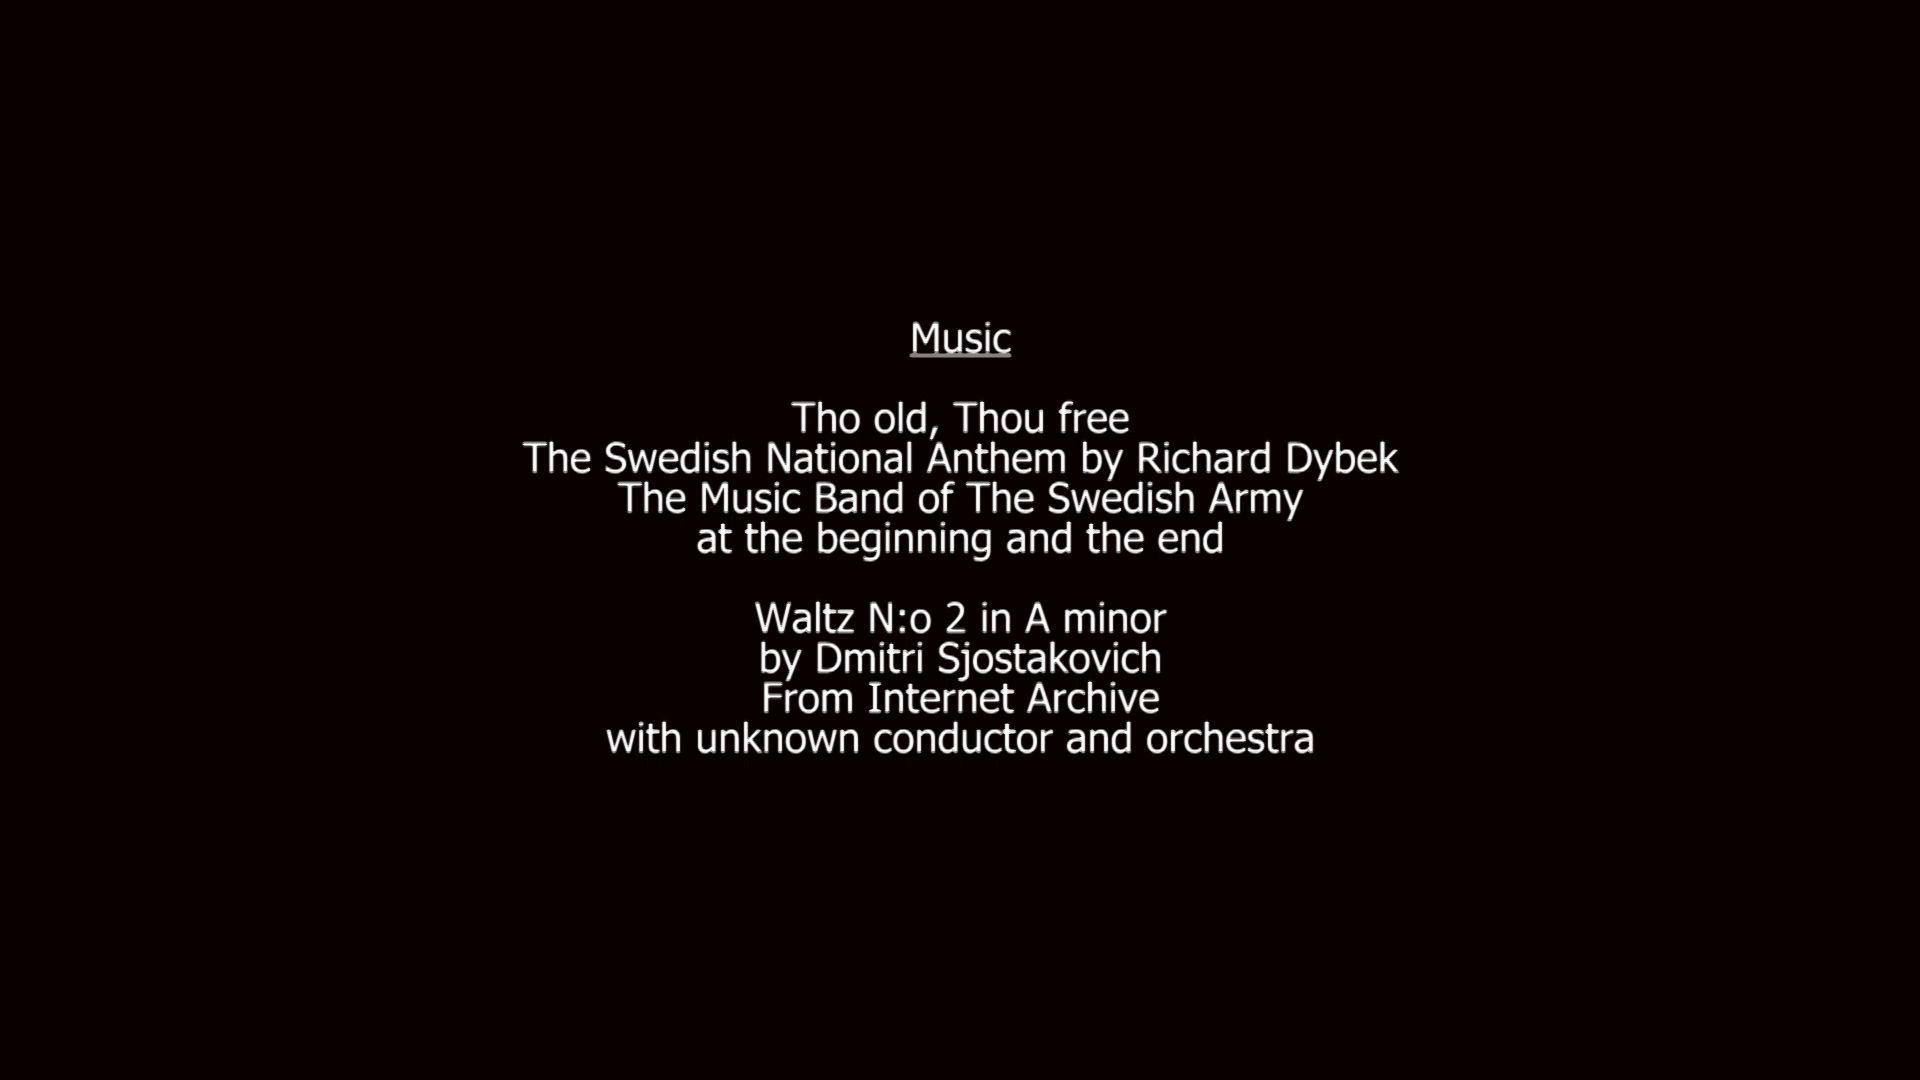 Music
Tho old, Thou free
The Swedish National Anthem by Richard Dybek
The Music Band of The Swedish Army
at the beginning and the end
Waltz N:o 2 in A minor
by Dmitri Sjostakovich
From Internet Archive
with unknown conductor and orchestra